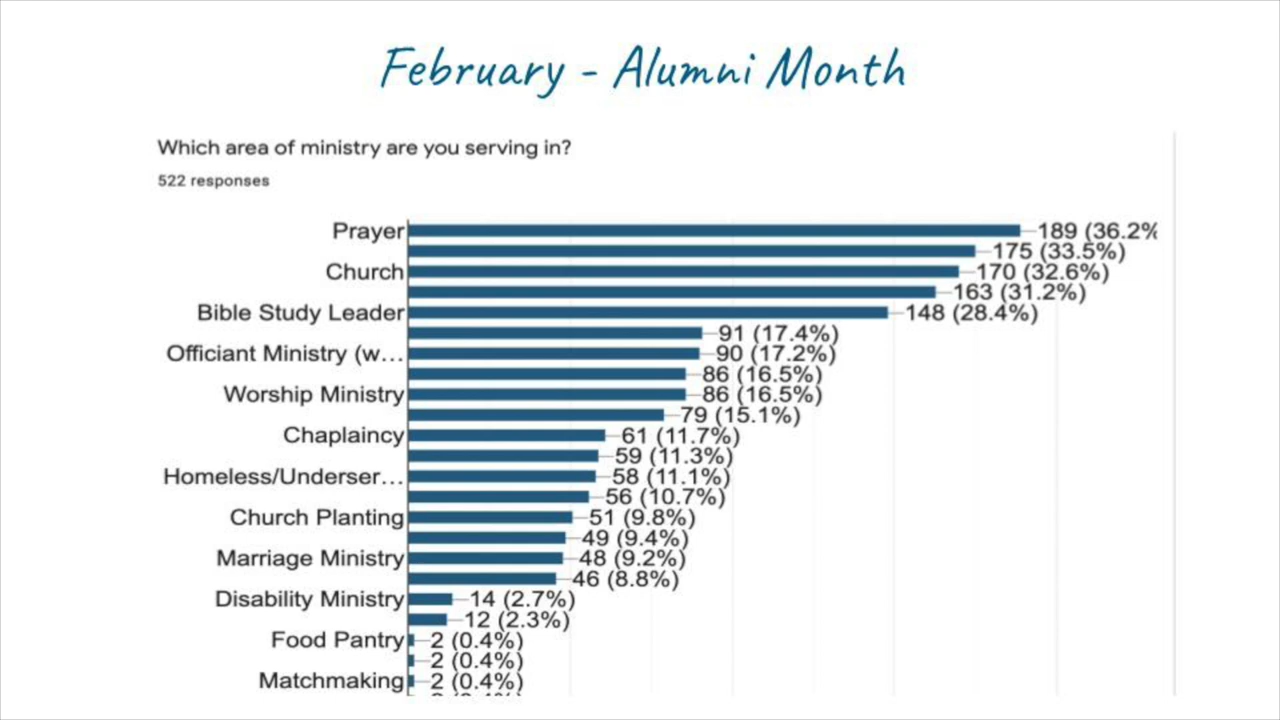 February - Alumni Month
Which area of ministry are you serving in?
522 responses
Prayer 189 (36.2%
175 (33.5%)
Church 170 (32.6%)
163 (31.2%)
Bible Study Leader 148 (28.4%)
91 (17.4%)
Officiant Ministry (w... 90 (17.2%)
86 (16.5%)
Worship Ministry 86 (16.5%)
79 (15.1%)
Chaplaincy 61 (11.7%)
59 (11.3%)
Homeless/Underser... 58 (11.1%)
56 (10.7%)
Church Planting 51 (9.8%)
49 (9.4%)
Marriage Ministry 48 (9.2%)
46 (8.8%)
Disability Ministry 14 (2.7%)
12 (2.3%)
Food Pantry 2 (0.4%)
2 (0.4%)
Matchmaking 2 (0.4%)